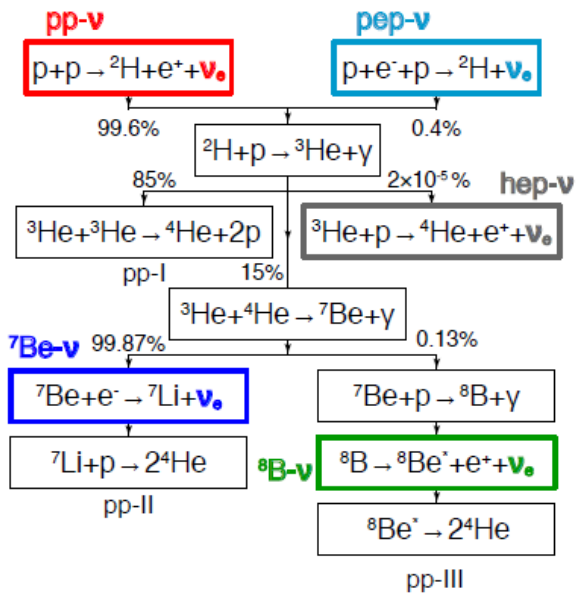 pp-ν pep-ν
p+p→²H+e⁺+νₑ p+e⁻+p→²H+νₑ
99.6% 0.4%
²H+p→³He+γ
85% 2×10⁻⁵% hep-ν
³He+³He→⁴He+2p ³He+p→⁴He+e⁺+νₑ
pp-I
15%
³He+⁴He→⁷Be+γ
⁷Be-ν 99.87% 0.13%
⁷Be+e⁻→⁷Li+νₑ ⁷Be+p→⁸B+γ
⁷Li+p→2⁴He ⁸B-ν ⁸B→⁸Be*+e⁺+νₑ
pp-II
⁸Be*→2⁴He
pp-III